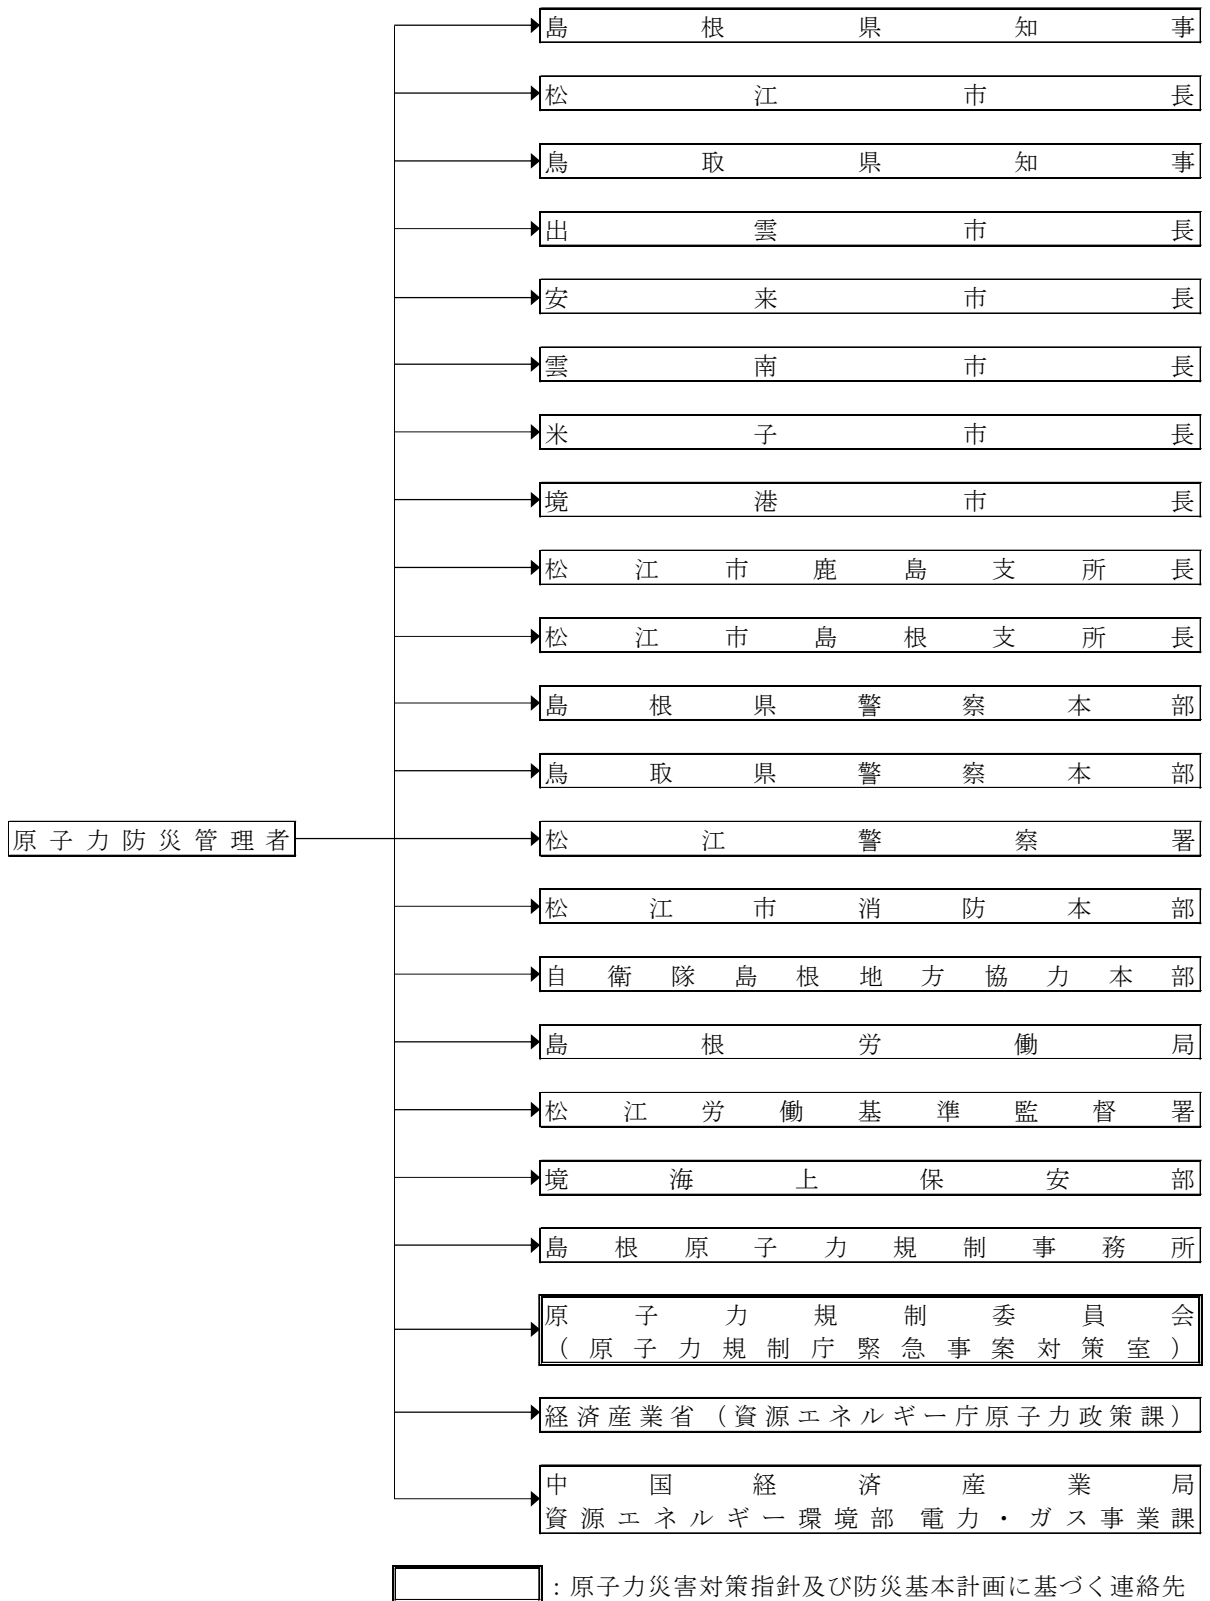 島根県知事
松江市長
鳥取県知事
出雲市長
安来市長
雲南市長
米子市長
境港市長
松江市鹿島支所長
松江市島根支所長
島根県警察本部
鳥取県警察本部
原子力防災管理者
松江警察署
松江市消防本部
自衛隊島根地方協力本部
島根労働局
松江労働基準監督署
境海上保安部
島根原子力規制事務所
原子力規制委員会
(原子力規制庁緊急事案対策室)
経済産業省(資源エネルギー庁原子力政策課)
中国経済産業局
資源エネルギー環境部 電力・ガス事業課
:原子力災害対策指針及び防災基本計画に基づく連絡先